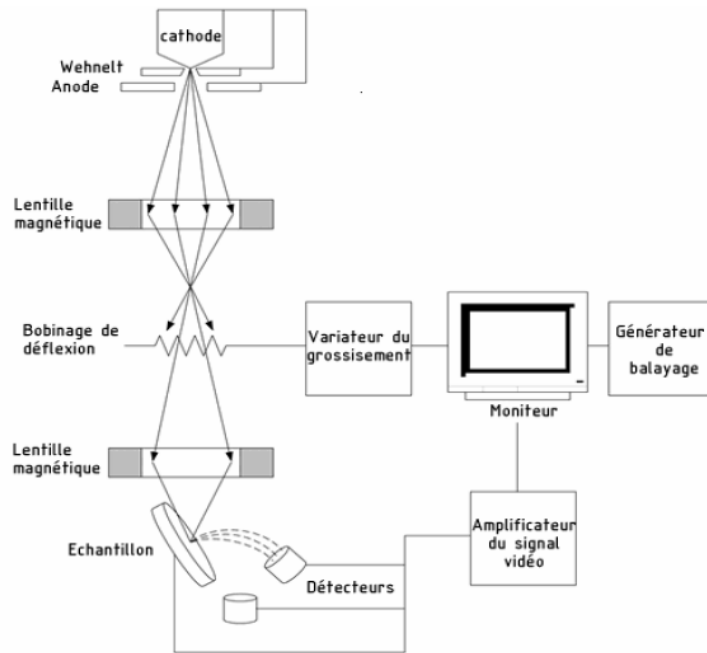 cathode
Wehnelt
Anode
Lentille
magnétique
Bobinage de
déflexion
Variateur du
grossisement
Moniteur
Générateur
de
balayage
Lentille
magnétique
Echantillon
Détecteurs
Amplificateur
du signal
vidéo